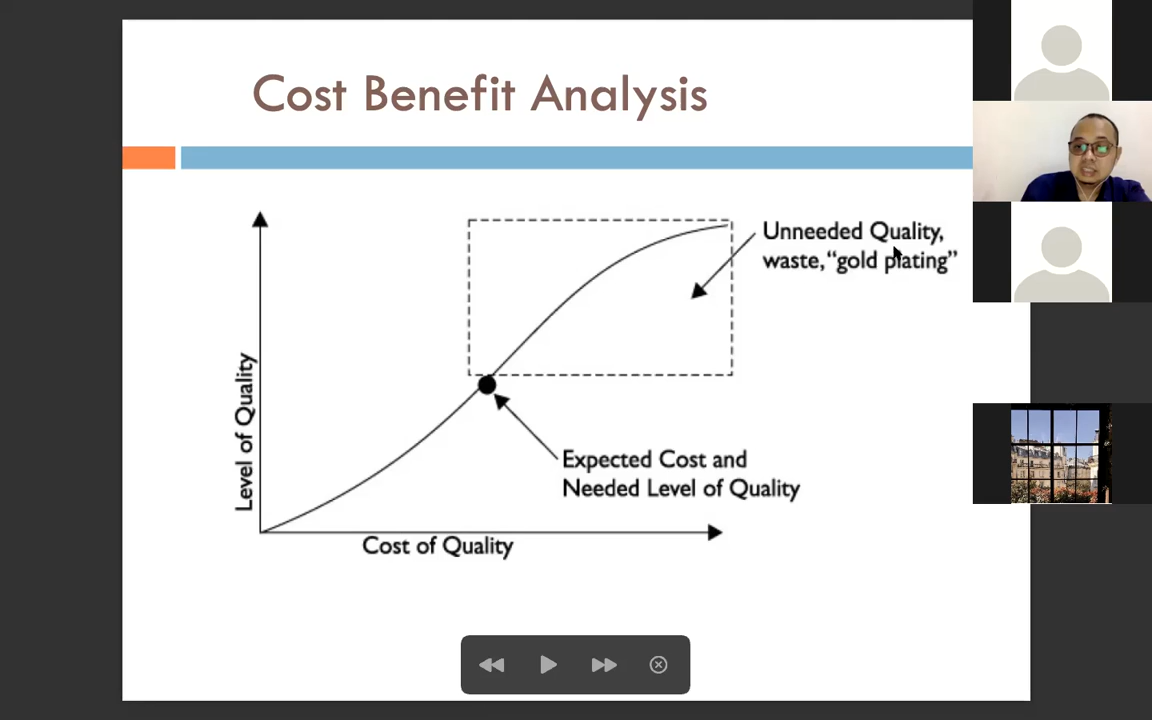 Cost Benefit Analysis
Unneeded Quality,
waste, “gold plating”
Level of Quality
Expected Cost and
Needed Level of Quality
Cost of Quality